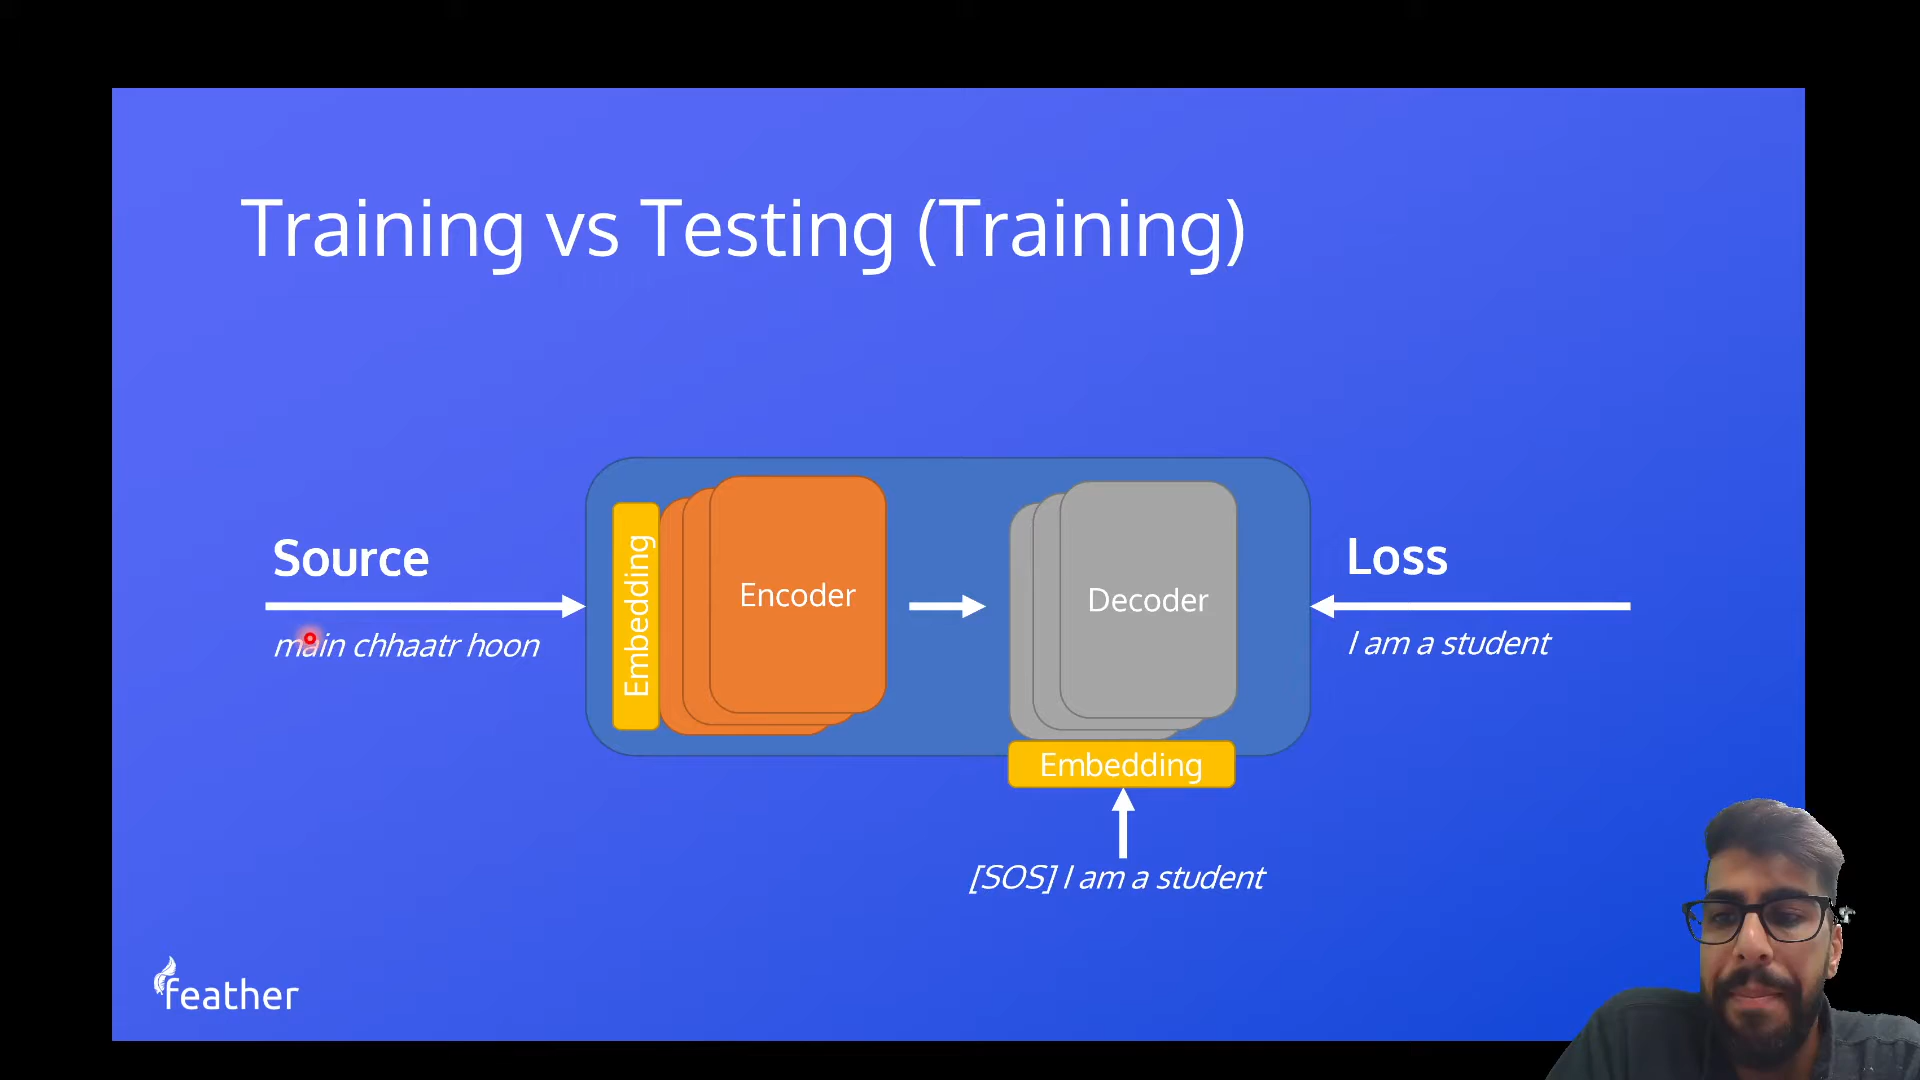 Training vs Testing (Training)
Source
main chhaatr hoon
Embedding
Encoder
Decoder
Embedding
[SOS] I am a student
Loss
I am a student
feather